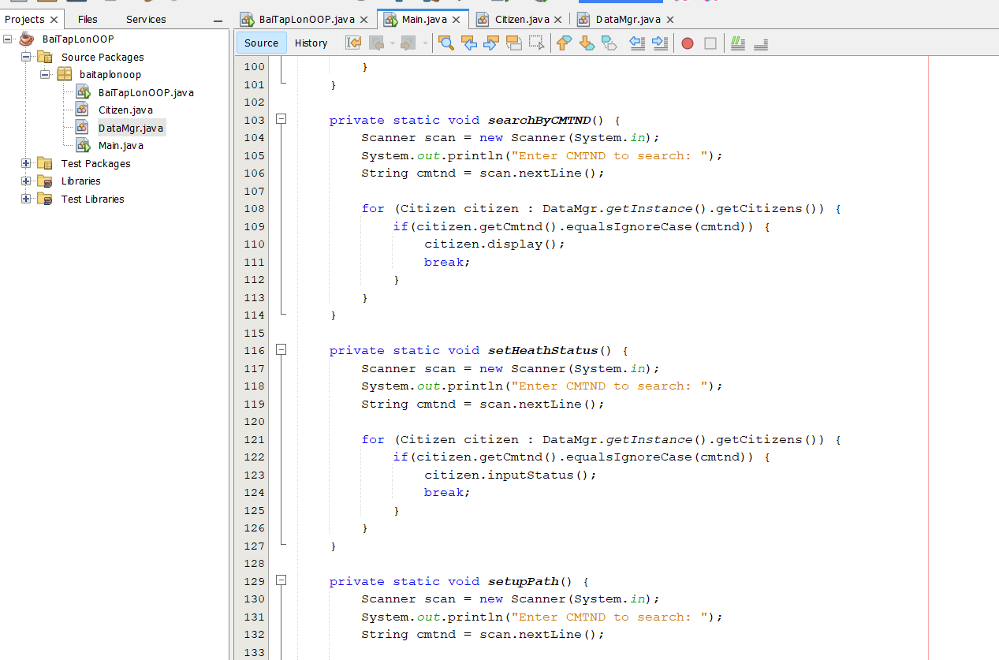 Projects Files Services
BaiTapLonOOP
Source Packages
baitaplonoop
BaiTapLonOOP.java
Citizen.java
DataMgr.java
Main.java
Test Packages
Libraries
Test Libraries
BaiTapLonOOP.java Main.java Citizen.java DataMgr.java
Source History
100 }
101 }
102
103 private static void searchByCMTND() {
104 Scanner scan = new Scanner(System.in);
105 System.out.println("Enter CMTND to search: ");
106 String cmtnd = scan.nextLine();
107
108 for (Citizen citizen : DataMgr.getInstance().getCitizens()) {
109 if(citizen.getCmtnd().equalsIgnoreCase(cmtnd)) {
110 citizen.display();
111 break;
112 }
113 }
114 }
115
116 private static void setHeathStatus() {
117 Scanner scan = new Scanner(System.in);
118 System.out.println("Enter CMTND to search: ");
119 String cmtnd = scan.nextLine();
120
121 for (Citizen citizen : DataMgr.getInstance().getCitizens()) {
122 if(citizen.getCmtnd().equalsIgnoreCase(cmtnd)) {
123 citizen.inputStatus();
124 break;
125 }
126 }
127 }
128
129 private static void setupPath() {
130 Scanner scan = new Scanner(System.in);
131 System.out.println("Enter CMTND to search: ");
132 String cmtnd = scan.nextLine();
133